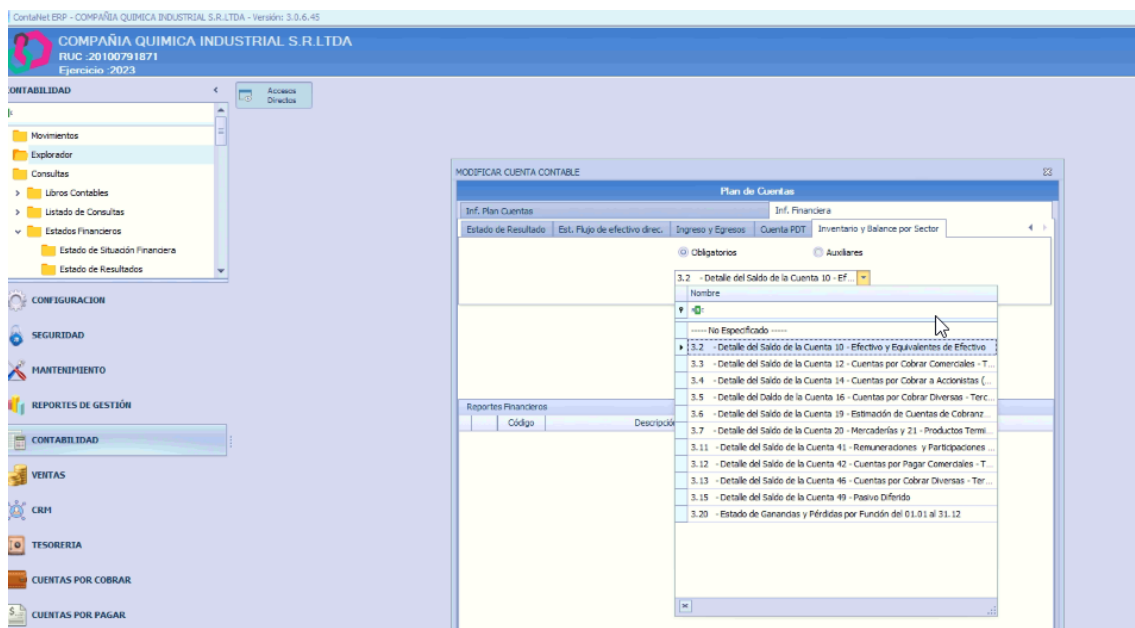 ContaNet ERP - COMPAÑIA QUIMICA INDUSTRIAL S.R.LTDA - Versión: 3.0.6.45
COMPAÑIA QUIMICA INDUSTRIAL S.R.LTDA
RUC :20100791871
Ejercicio :2023
CONTABILIDAD
Accesos
Directos
Movimientos
Explorador
Consultas
Libros Contables
Listado de Consultas
Estados Financieros
Estado de Situación Financiera
Estado de Resultados
CONFIGURACION
SEGURIDAD
MANTENIMIENTO
REPORTES DE GESTIÓN
CONTABILIDAD
VENTAS
CRM
TESORERIA
CUENTAS POR COBRAR
CUENTAS POR PAGAR
MODIFICAR CUENTA CONTABLE
Plan de Cuentas
Inf. Plan Cuentas
Inf. Financiera
Estado de Resultado
Est. Flujo de efectivo direc.
Ingreso y Egresos
Cuenta PDT
Inventario y Balance por Sector
Obligatorios
Auxiliares
3.2 - Detalle del Saldo de la Cuenta 10 - Ef...
Nombre
----- No Especificado -----
3.2 - Detalle del Saldo de la Cuenta 10 - Efectivo y Equivalentes de Efectivo
3.3 - Detalle del Saldo de la Cuenta 12 - Cuentas por Cobrar Comerciales - T...
3.4 - Detalle del Saldo de la Cuenta 14 - Cuentas por Cobrar a Accionistas (...
3.5 - Detalle del Daldo de la Cuenta 16 - Cuentas por Cobrar Diversas - Terc...
3.6 - Detalle del Saldo de la Cuenta 19 - Estimación de Cuentas de Cobranz...
3.7 - Detalle del Saldo de la Cuenta 20 - Mercaderías y 21 - Productos Termi...
3.11 - Detalle del Saldo de la Cuenta 41 - Remuneraciones y Participaciones ...
3.12 - Detalle del Saldo de la Cuenta 42 - Cuentas por Pagar Comerciales - T...
3.13 - Detalle del Saldo de la Cuenta 46 - Cuentas por Cobrar Diversas - Ter...
3.15 - Detalle del Saldo de la Cuenta 49 - Pasivo Diferido
3.20 - Estado de Ganancias y Pérdidas por Función del 01.01 al 31.12
Reportes Financieros
Código
Descripción